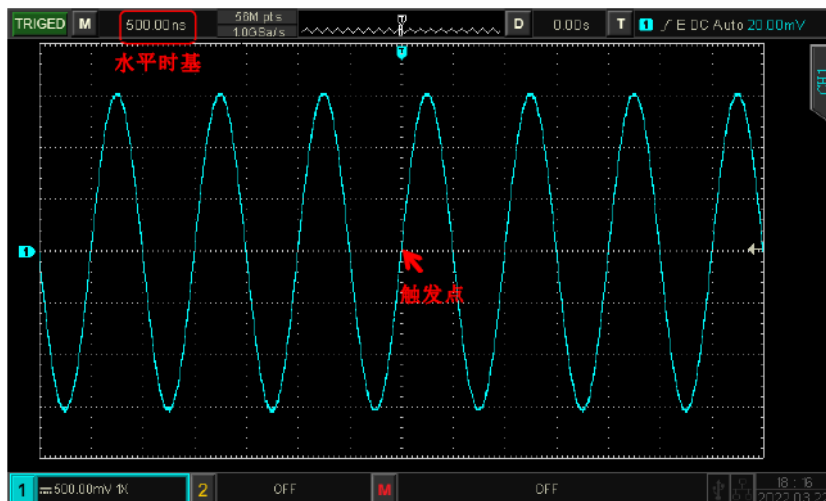 TRIGED M 500.00ns 56M pts D 0.00s T 1 E DC Auto 20.00mV
1.0GSa/s
水平时基
T
CH1
1
触发点
1 500.00mV 1X 2 OFF M OFF 18:16